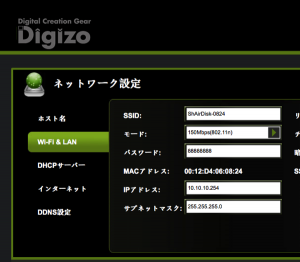 Digital Creation Gear
Digizo
ネットワーク設定
ホスト名
Wi-Fi & LAN
DHCPサーバー
インターネット
DDNS設定
SSID: ShArDisk-0824
モード: 150Mbps(802.11n)
パスワード: 66666666
MACアドレス: 00:12:D4:06:08:24
IPアドレス: 10.10.10.254
サブネットマスク: 255.255.255.0